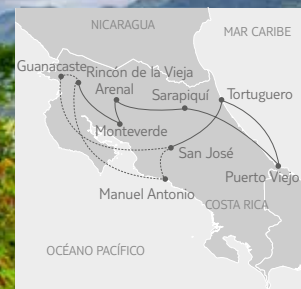 NICARAGUA
MAR CARIBE
Guanacaste
Rincón de la Vieja
Arenal
Sarapiquí
Tortuguero
Monteverde
San José
Puerto Viejo
Manuel Antonio
COSTA RICA
OCÉANO PACÍFICO